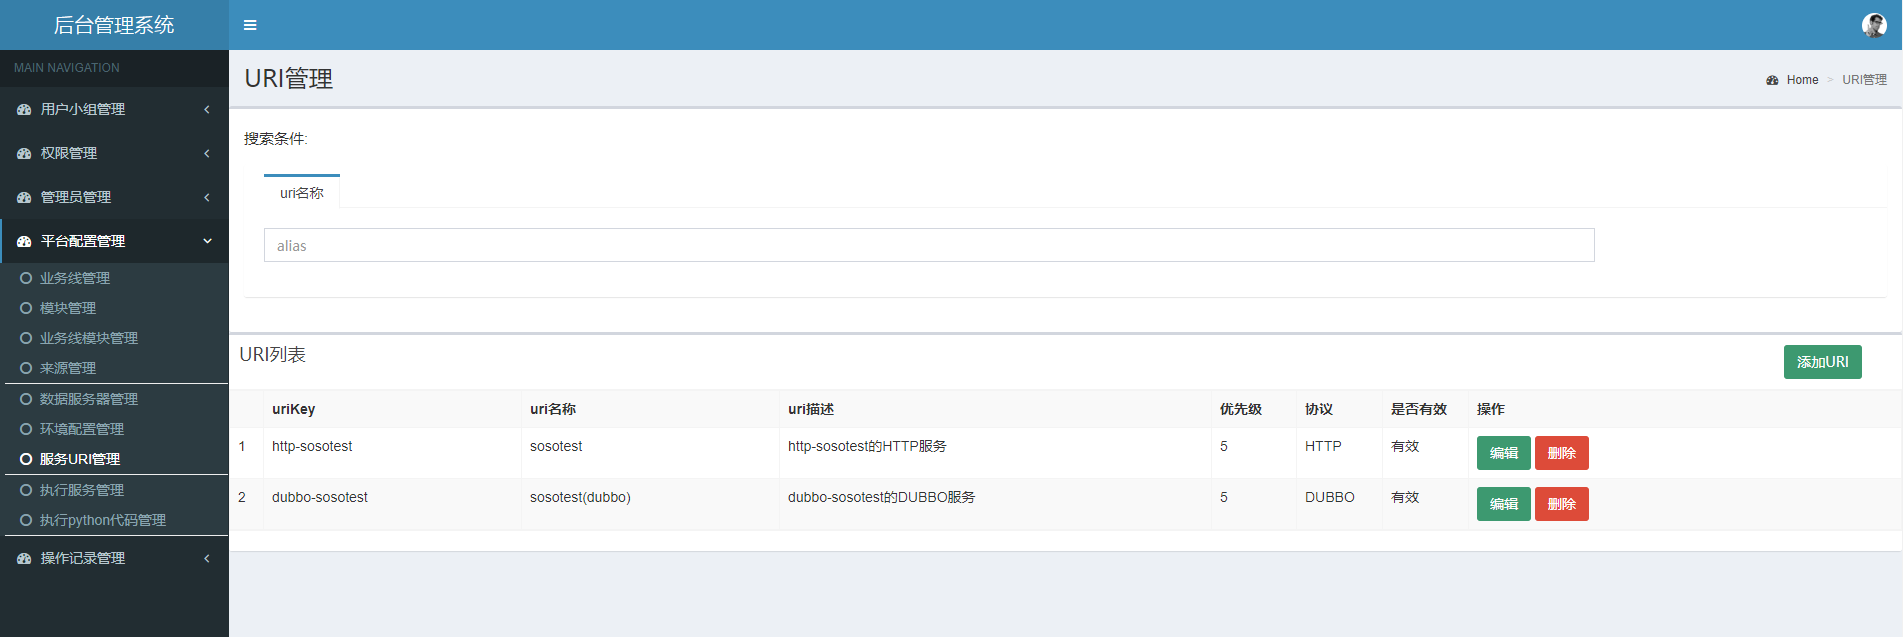 后台管理系统
MAIN NAVIGATION
用户小组管理
权限管理
管理员管理
平台配置管理
业务线管理
模块管理
业务线模块管理
来源管理
数据服务器管理
环境配置管理
服务URI管理
执行服务管理
执行python代码管理
操作记录管理
URI管理
Home > URI管理
搜索条件:
uri名称
alias
URI列表
添加URI
uriKey uri名称 uri描述 优先级 协议 是否有效 操作
1 http-sosotest sosotest http-sosotest的HTTP服务 5 HTTP 有效 编辑 删除
2 dubbo-sosotest sosotest(dubbo) dubbo-sosotest的DUBBO服务 5 DUBBO 有效 编辑 删除